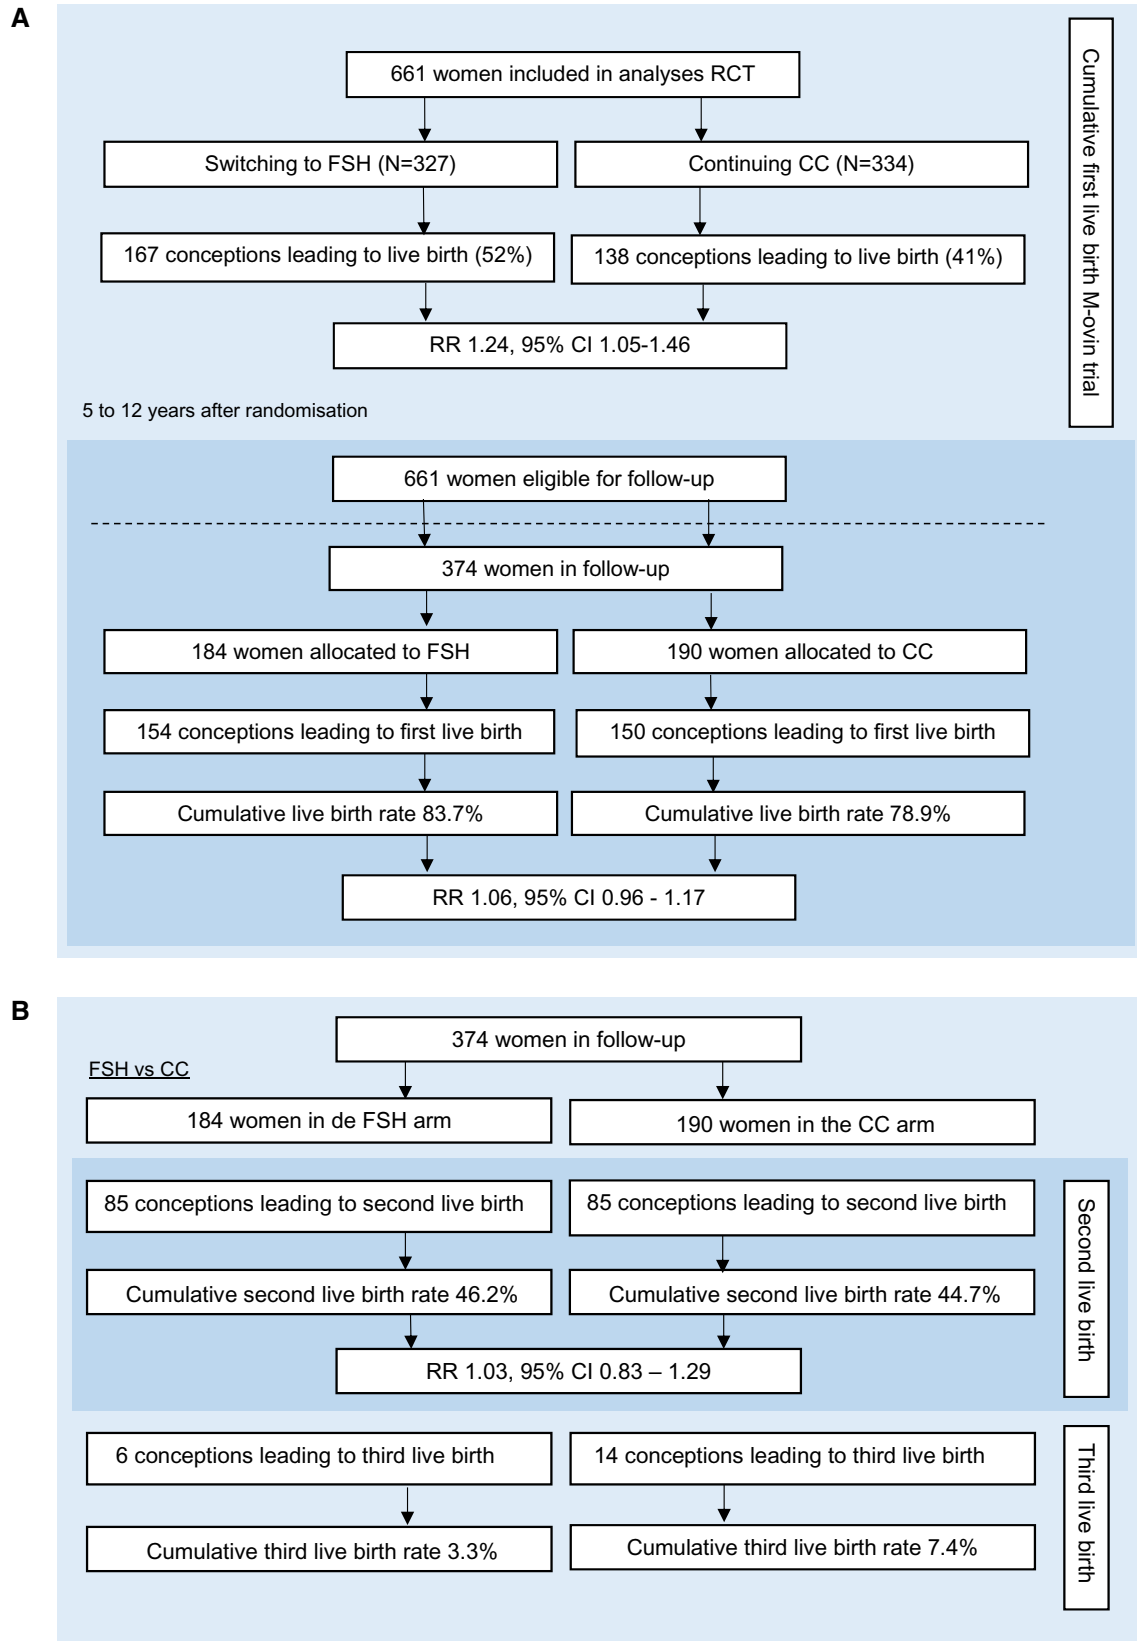 A
661 women included in analyses RCT
Switching to FSH (N=327)
Continuing CC (N=334)
167 conceptions leading to live birth (52%)
138 conceptions leading to live birth (41%)
RR 1.24, 95% CI 1.05-1.46
Cumulative first live birth M-ovin trial
5 to 12 years after randomisation
661 women eligible for follow-up
374 women in follow-up
184 women allocated to FSH
190 women allocated to CC
154 conceptions leading to first live birth
150 conceptions leading to first live birth
Cumulative live birth rate 83.7%
Cumulative live birth rate 78.9%
RR 1.06, 95% CI 0.96 - 1.17
B
374 women in follow-up
FSH vs CC
184 women in de FSH arm
190 women in the CC arm
85 conceptions leading to second live birth
85 conceptions leading to second live birth
Cumulative second live birth rate 46.2%
Cumulative second live birth rate 44.7%
RR 1.03, 95% CI 0.83 – 1.29
Second live birth
6 conceptions leading to third live birth
14 conceptions leading to third live birth
Cumulative third live birth rate 3.3%
Cumulative third live birth rate 7.4%
Third live birth